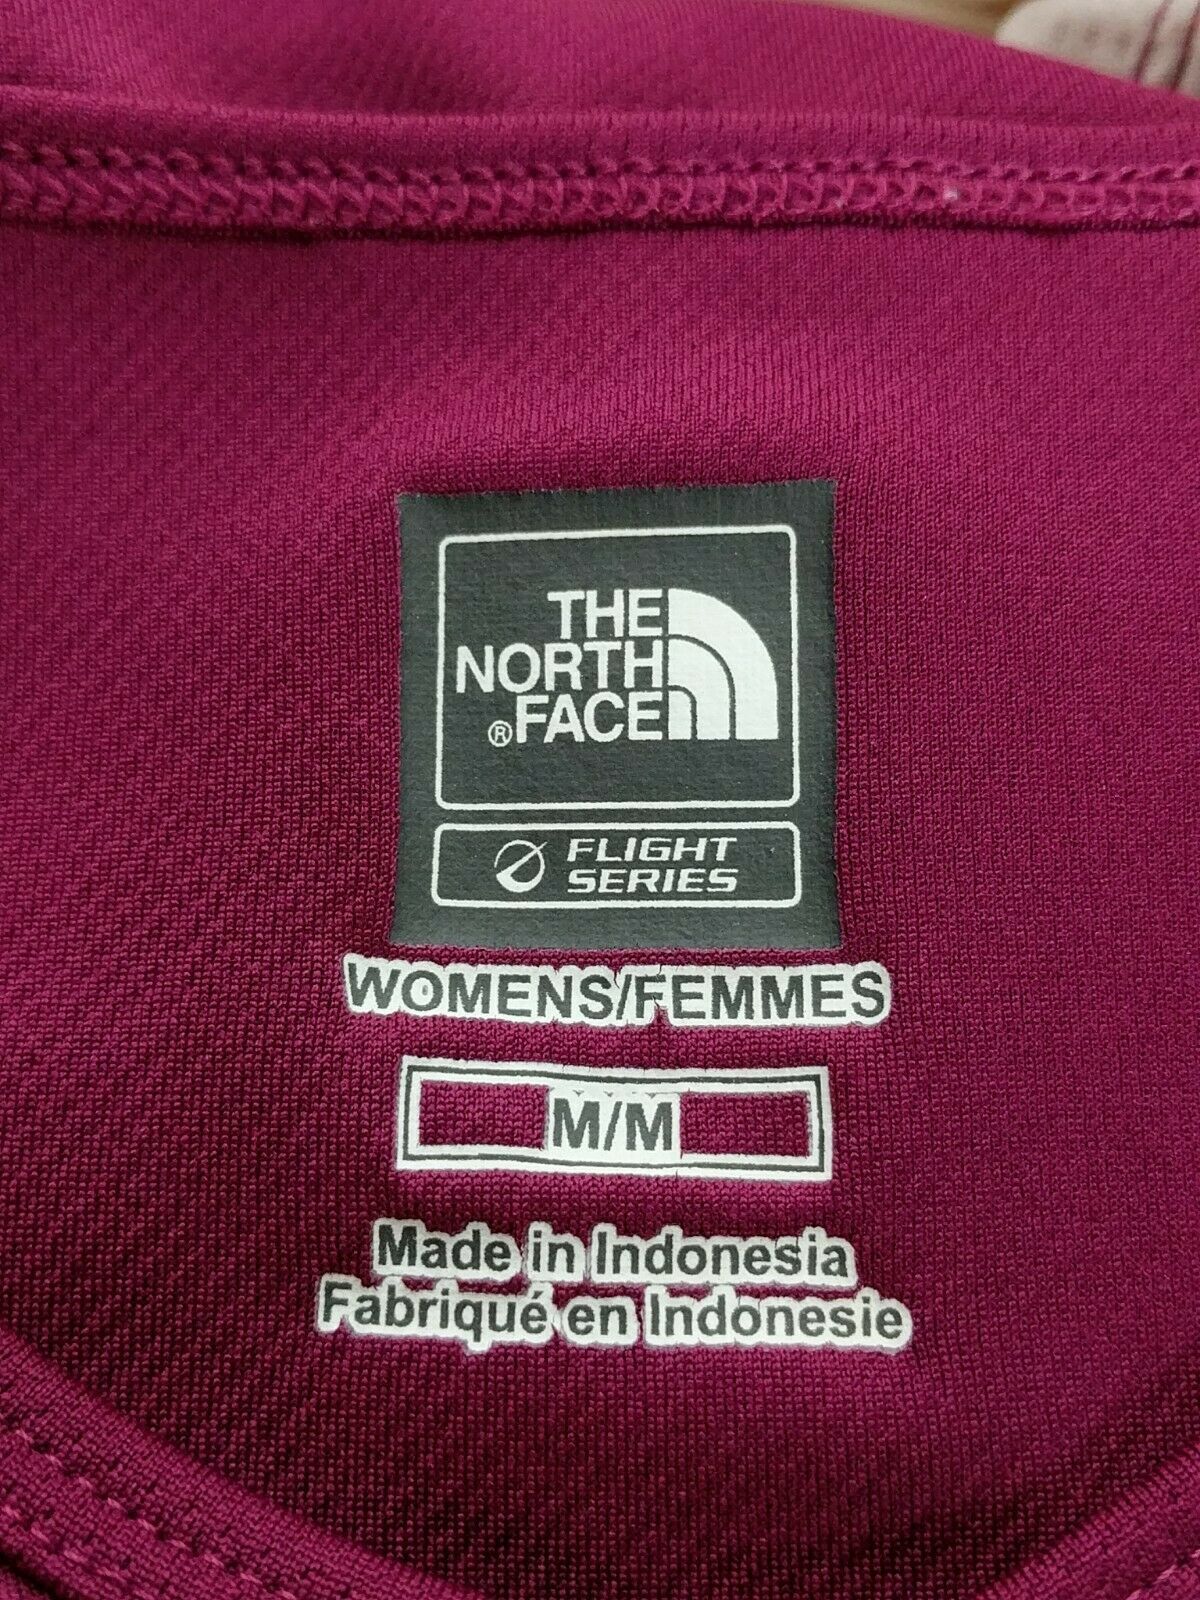 THE
NORTH
®FACE
FLIGHT
SERIES
WOMENS/FEMMES
M/M
Made in Indonesia
Fabriqué en Indonesie